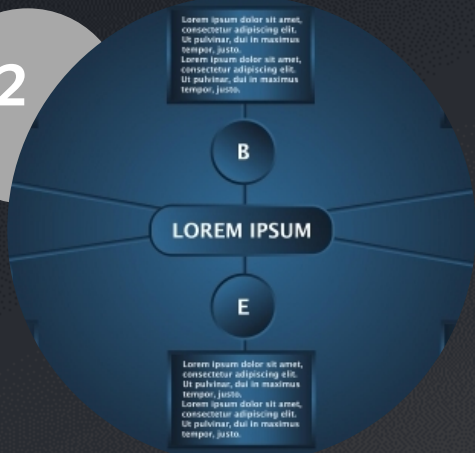 2
Lorem ipsum dolor sit amet,
consectetur adipiscing elit.
Ut pulvinar, dui in maximus
tempor, justo.
Lorem ipsum dolor sit amet,
consectetur adipiscing elit.
Ut pulvinar, dui in maximus
tempor, justo.
B
LOREM IPSUM
E
Lorem ipsum dolor sit amet,
consectetur adipiscing elit.
Ut pulvinar, dui in maximus
tempor, justo.
Lorem ipsum dolor sit amet,
consectetur adipiscing elit.
Ut pulvinar, dui in maximus
tempor, justo.